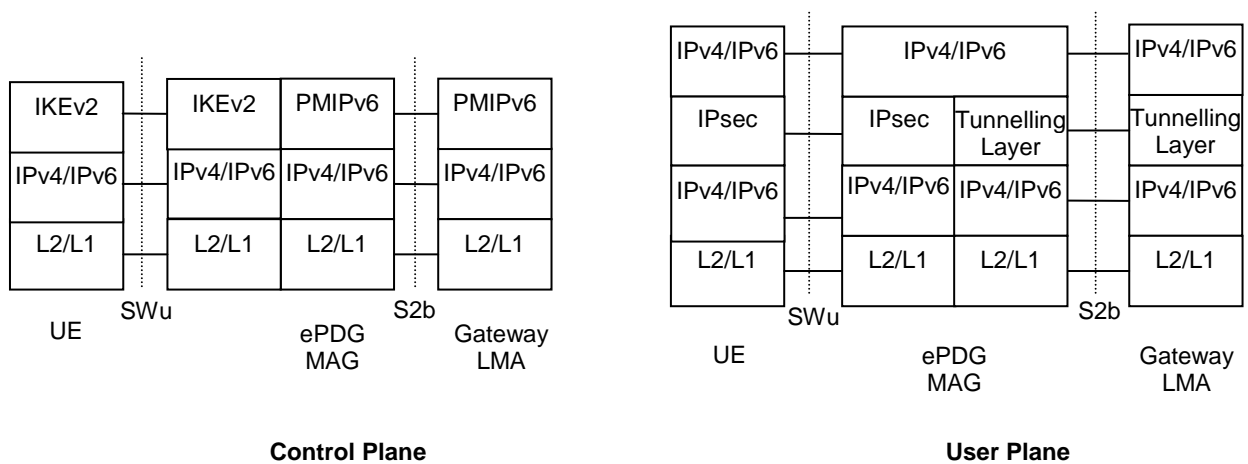 IKEv2 IKEv2 PMIPv6 PMIPv6
IPv4/IPv6 IPv4/IPv6 IPv4/IPv6 IPv4/IPv6
L2/L1 L2/L1 L2/L1 L2/L1
SWu S2b
UE ePDG Gateway
MAG LMA
Control Plane
IPv4/IPv6 IPv4/IPv6 IPv4/IPv6
IPsec IPsec Tunnelling Tunnelling
Layer Layer
IPv4/IPv6 IPv4/IPv6 IPv4/IPv6 IPv4/IPv6
L2/L1 L2/L1 L2/L1 L2/L1
SWu S2b
UE ePDG Gateway
MAG LMA
User Plane